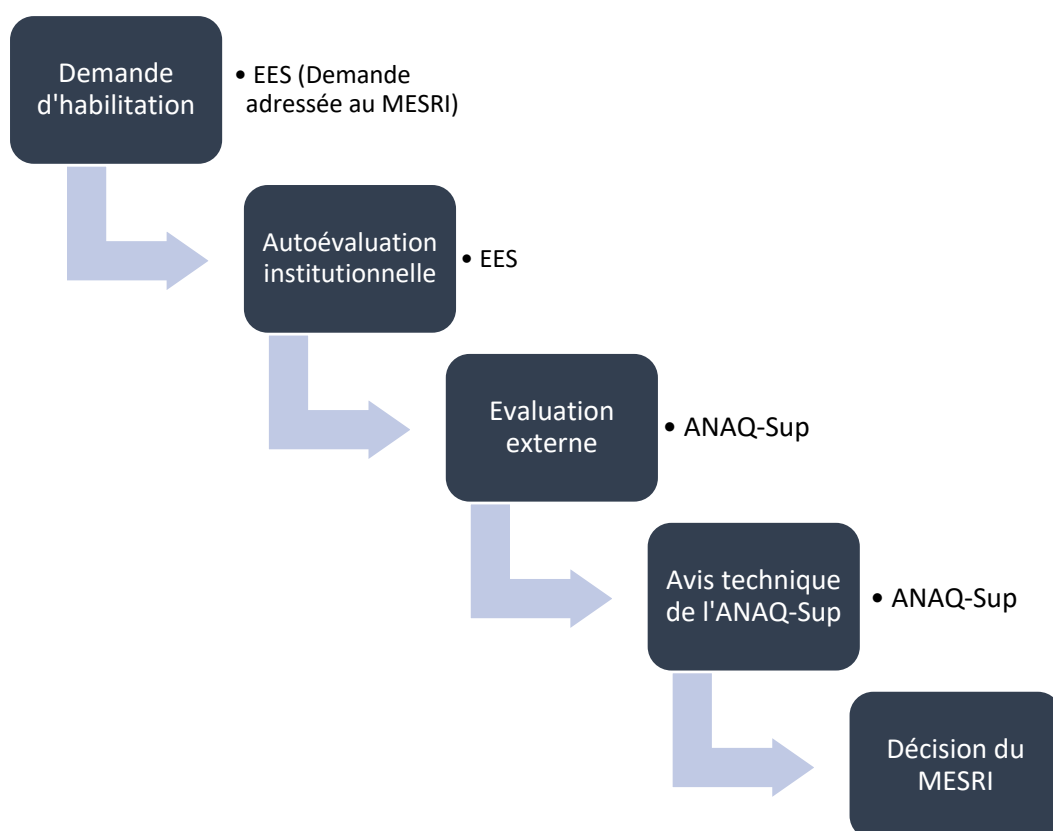 Demande
d'habilitation
• EES (Demande
adressée au MESRI)
Autoévaluation
institutionnelle
• EES
Evaluation
externe
• ANAQ-Sup
Avis technique
de l'ANAQ-Sup
• ANAQ-Sup
Décision du
MESRI